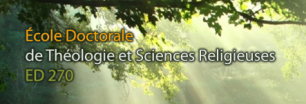 École Doctorale
de Théologie et Sciences Religieuses
ED 270